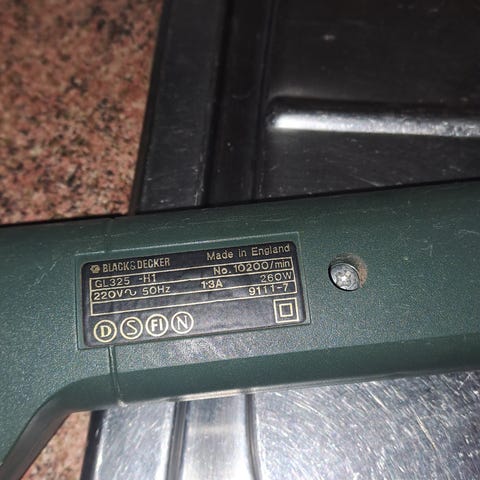 BLACK&DECKER Made in England
GL325 -H1 No. 10200/min
220V~ 50Hz 1·3A 260W
9111-7
D S FI N